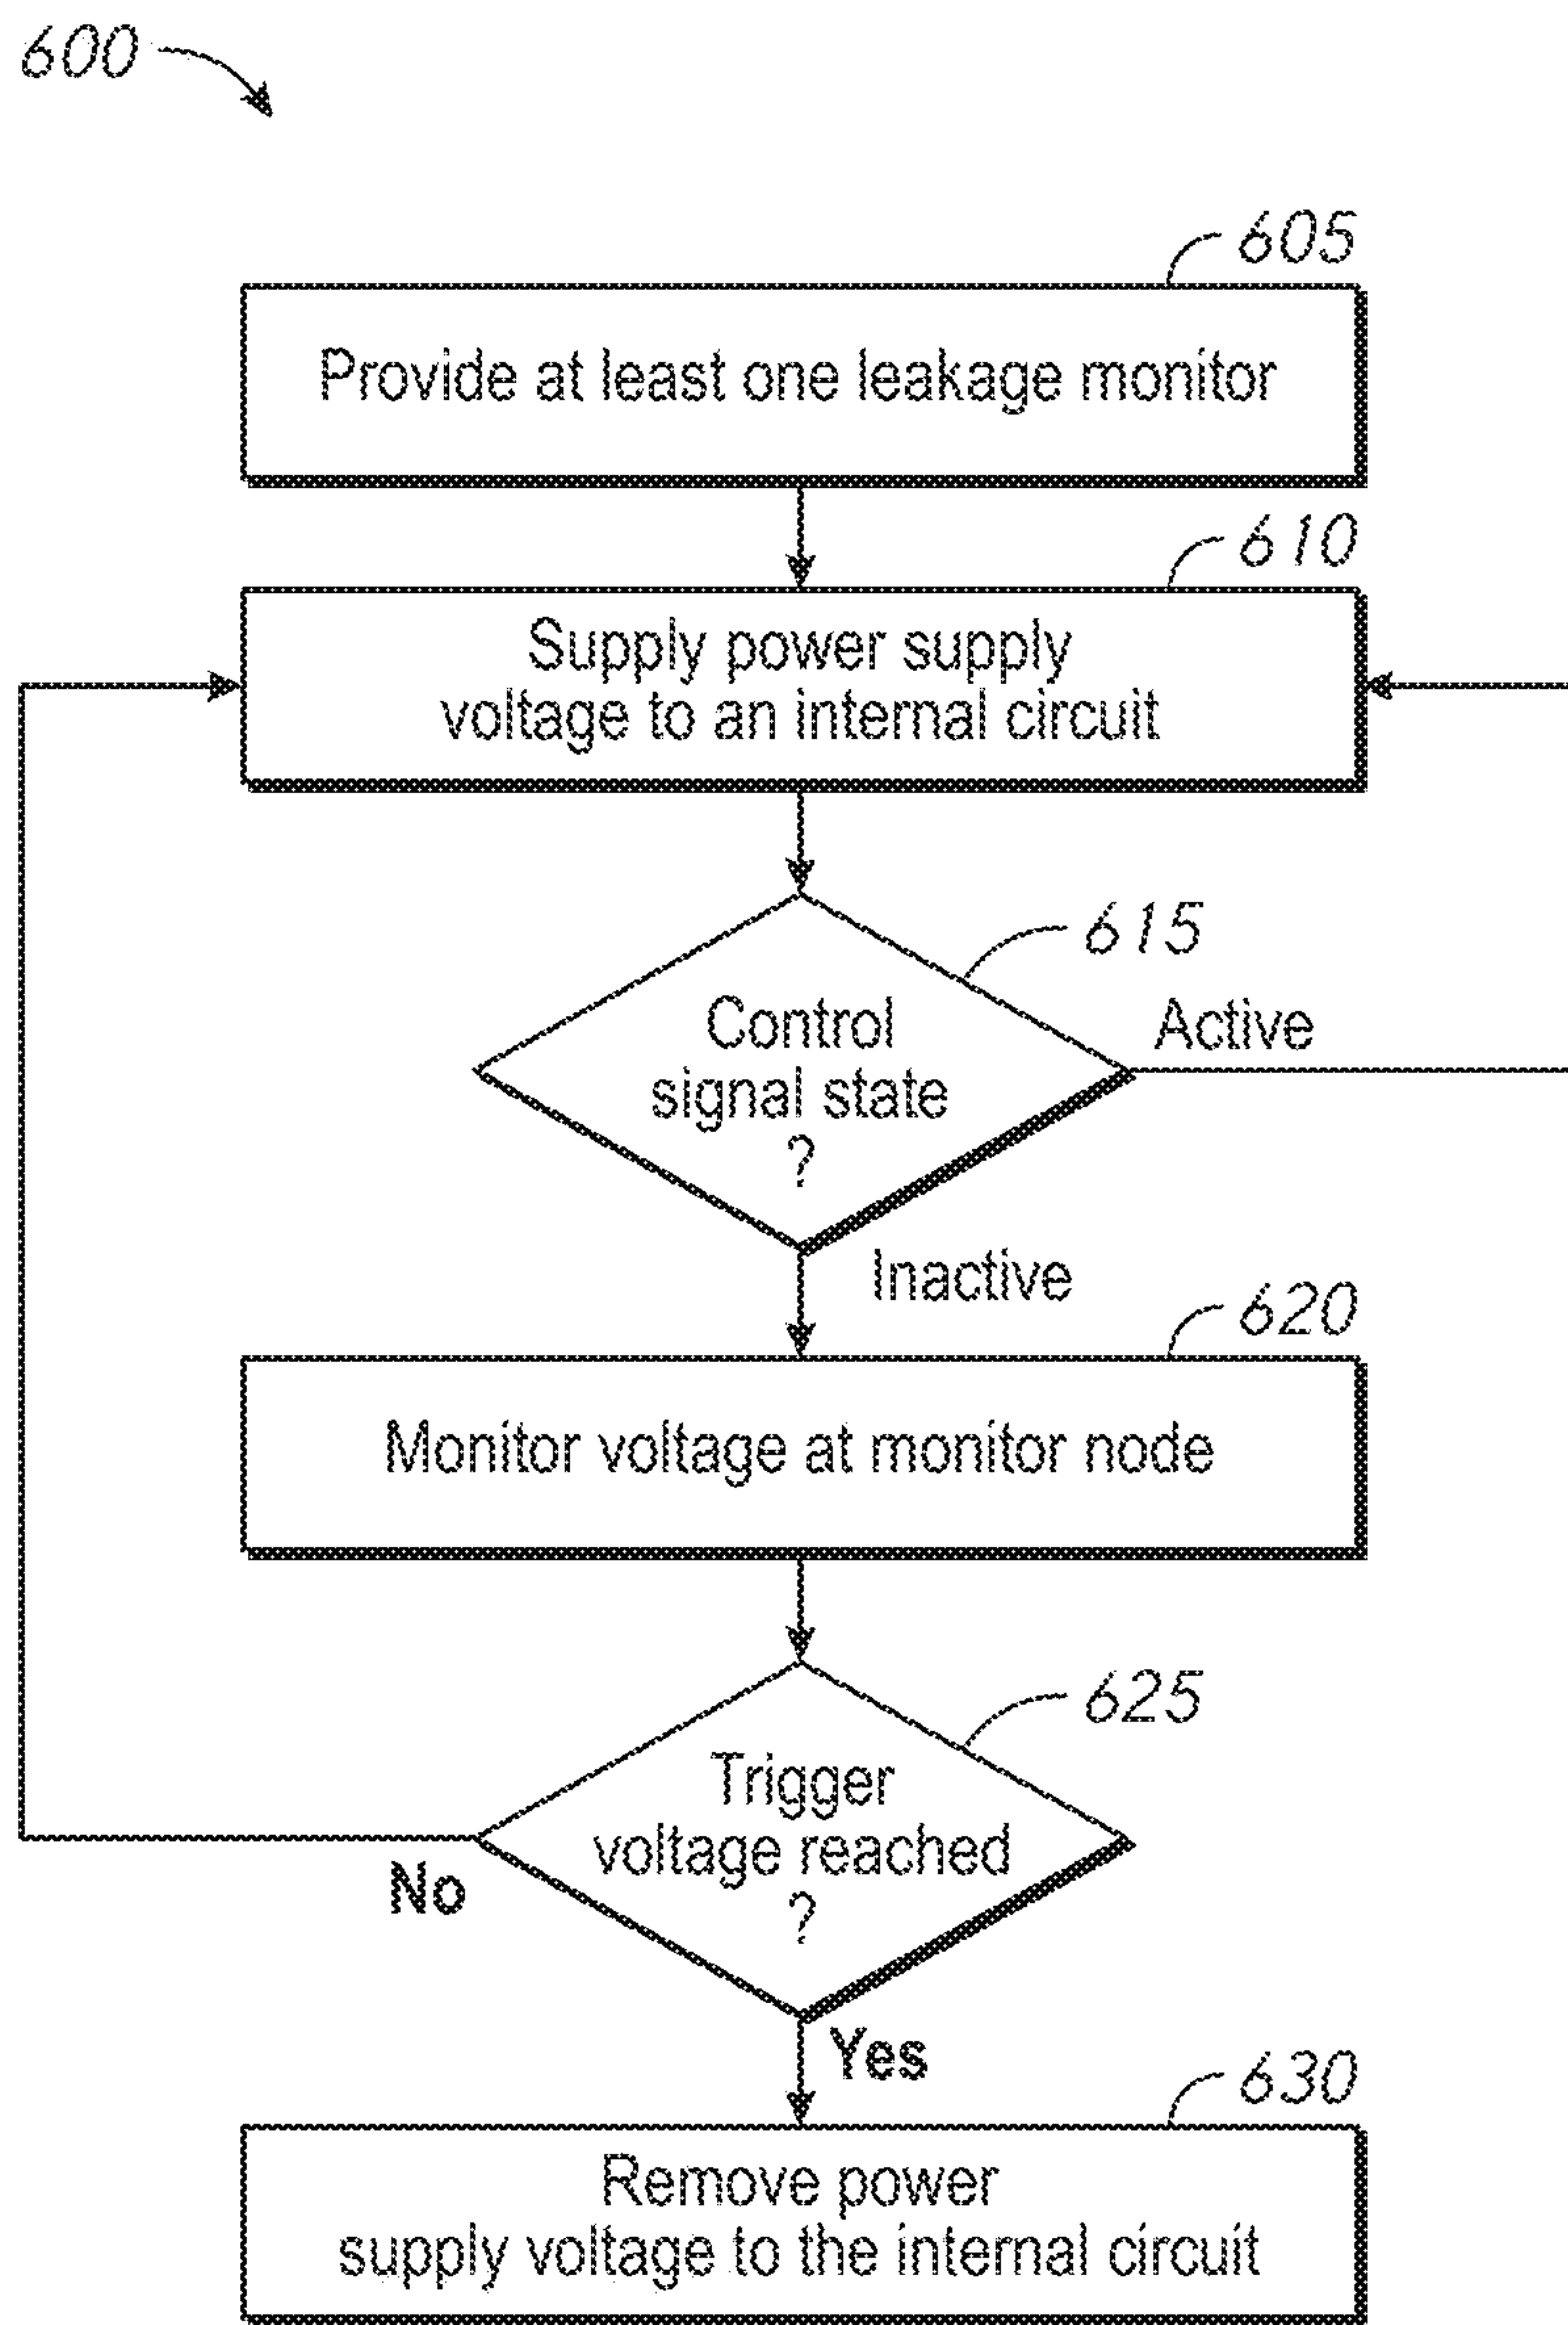 600
605
Provide at least one leakage monitor
610
Supply power supply
voltage to an internal circuit
615
Control
signal state
?
Active
Inactive
620
Monitor voltage at monitor node
625
Trigger
voltage reached
?
No
Yes
630
Remove power
supply voltage to the internal circuit